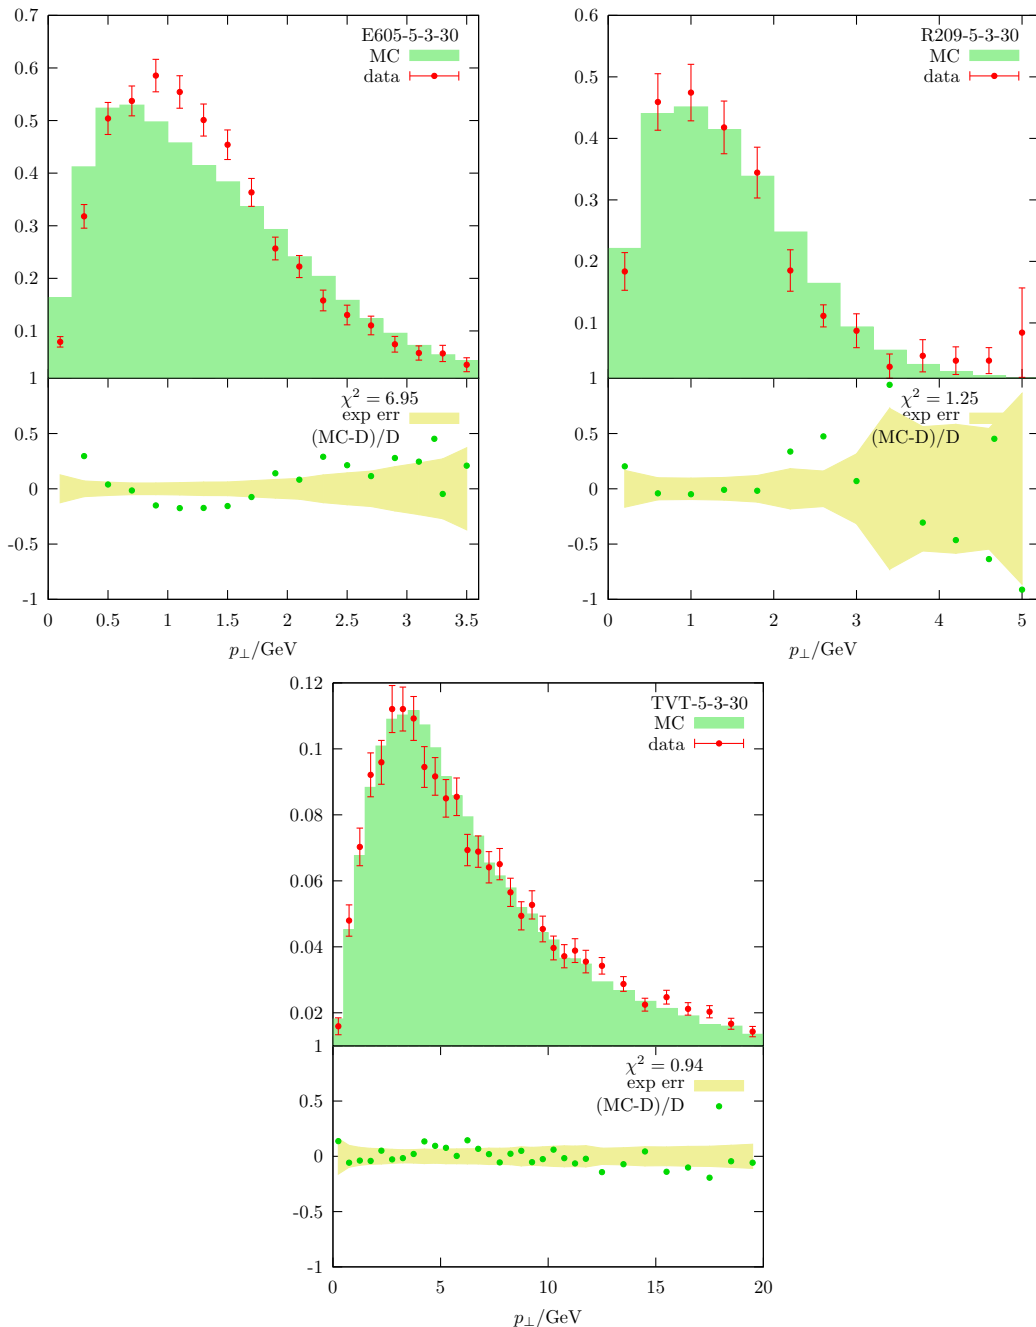 0.7
E605-5-3-30
MC
data
0.6
0.5
0.4
0.3
0.2
0.1
1
χ² = 6.95
exp err
(MC-D)/D
0.5
0
-0.5
-1
0 0.5 1 1.5 2 2.5 3 3.5
p⊥/GeV
0.6
R209-5-3-30
MC
data
0.5
0.4
0.3
0.2
0.1
1
χ² = 1.25
exp err
(MC-D)/D
0.5
0
-0.5
-1
0 1 2 3 4 5
p⊥/GeV
0.12
TVT-5-3-30
MC
data
0.1
0.08
0.06
0.04
0.02
1
χ² = 0.94
exp err
(MC-D)/D
0.5
0
-0.5
-1
0 5 10 15 20
p⊥/GeV